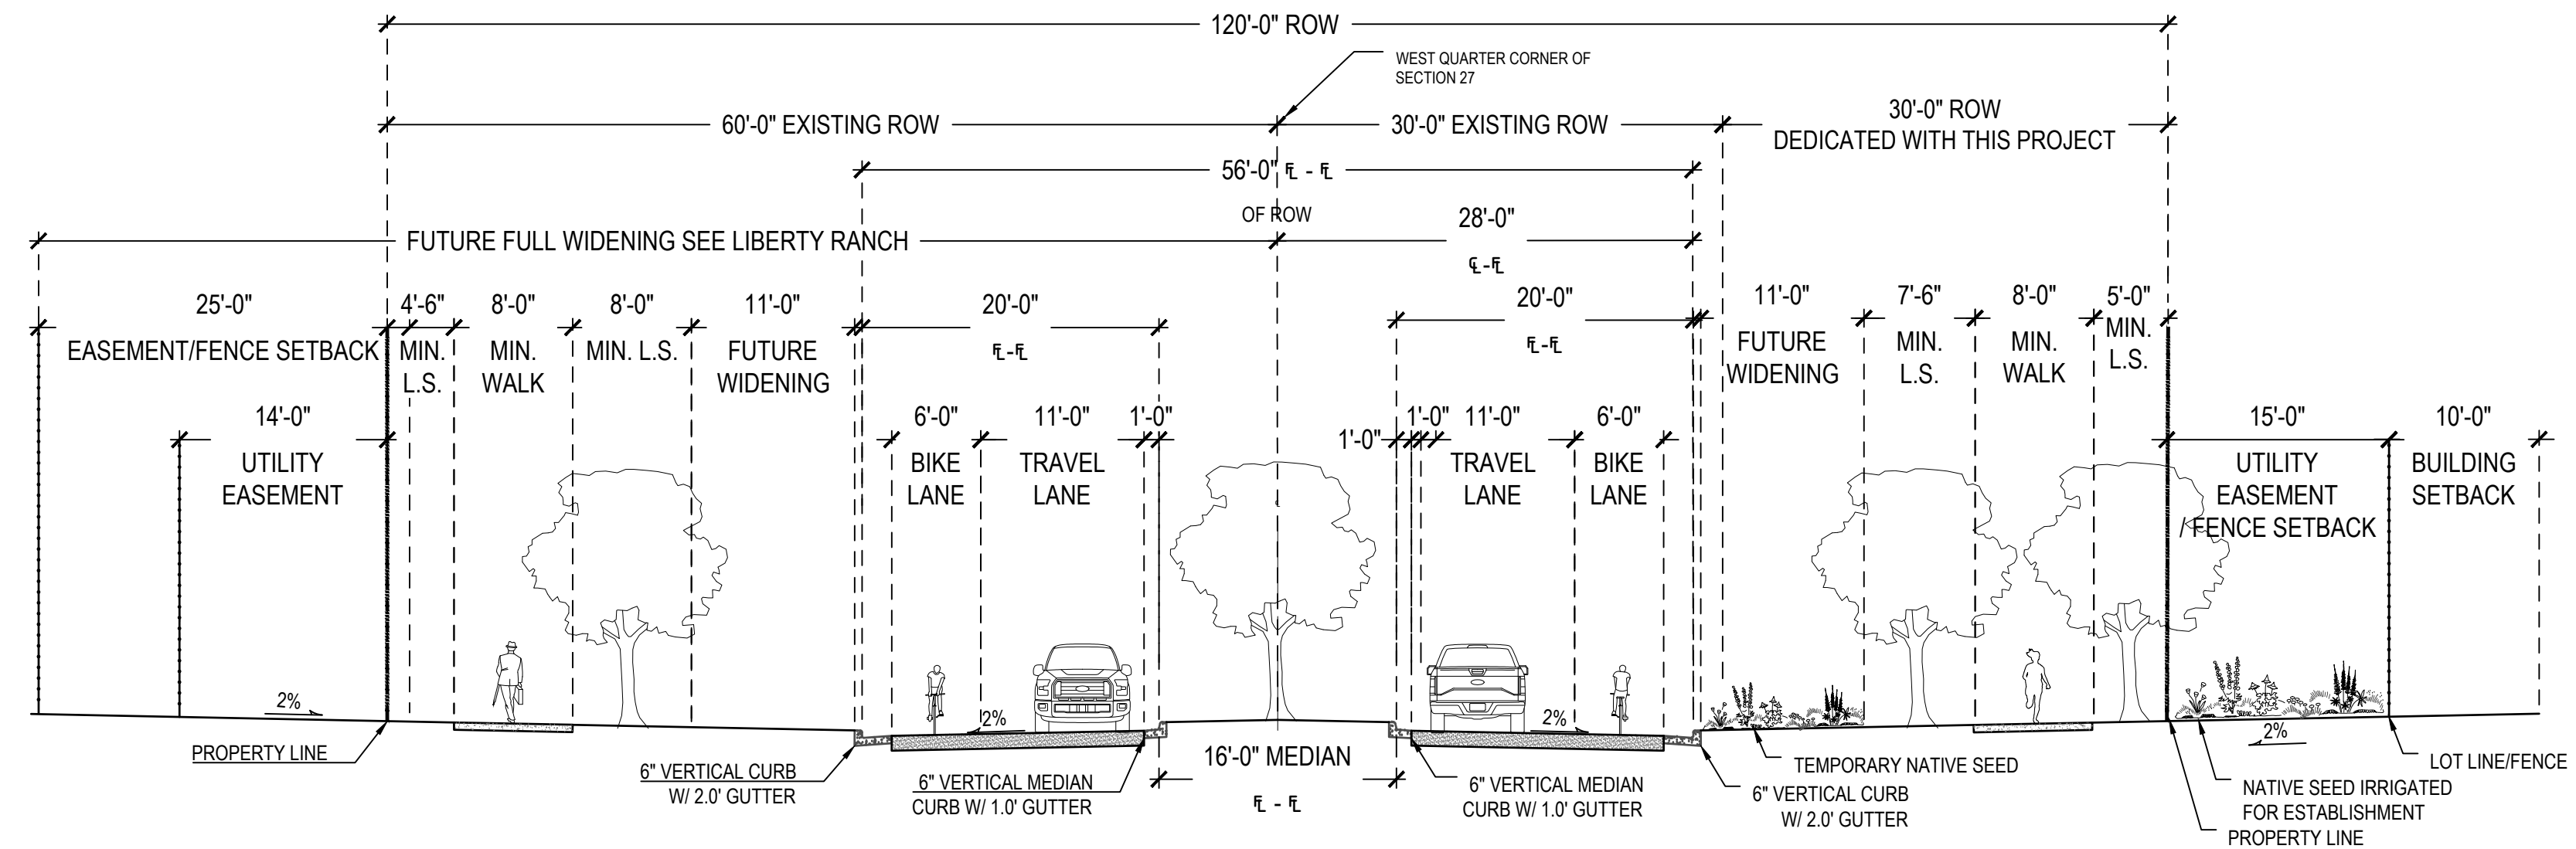 120'-0" ROW
WEST QUARTER CORNER OF
SECTION 27
60'-0" EXISTING ROW
30'-0" EXISTING ROW
30'-0" ROW
DEDICATED WITH THIS PROJECT
56'-0" FL - FL
OF ROW
28'-0"
CL-FL
FUTURE FULL WIDENING SEE LIBERTY RANCH
25'-0"
EASEMENT/FENCE SETBACK
4'-6"
MIN.
L.S.
8'-0"
MIN.
WALK
8'-0"
MIN. L.S.
11'-0"
FUTURE
WIDENING
20'-0"
FL-FL
20'-0"
FL-FL
11'-0"
FUTURE
WIDENING
7'-6"
MIN.
L.S.
8'-0"
MIN.
WALK
5'-0"
MIN.
L.S.
14'-0"
UTILITY
EASEMENT
6'-0"
BIKE
LANE
11'-0"
TRAVEL
LANE
1'-0"
1'-0"
1'-0"
11'-0"
TRAVEL
LANE
6'-0"
BIKE
LANE
15'-0"
UTILITY
EASEMENT
/ FENCE SETBACK
10'-0"
BUILDING
SETBACK
2%
2%
2%
2%
PROPERTY LINE
6" VERTICAL CURB
W/ 2.0' GUTTER
6" VERTICAL MEDIAN
CURB W/ 1.0' GUTTER
16'-0" MEDIAN
FL - FL
6" VERTICAL MEDIAN
CURB W/ 1.0' GUTTER
TEMPORARY NATIVE SEED
6" VERTICAL CURB
W/ 2.0' GUTTER
LOT LINE/FENCE
NATIVE SEED IRRIGATED
FOR ESTABLISHMENT
PROPERTY LINE